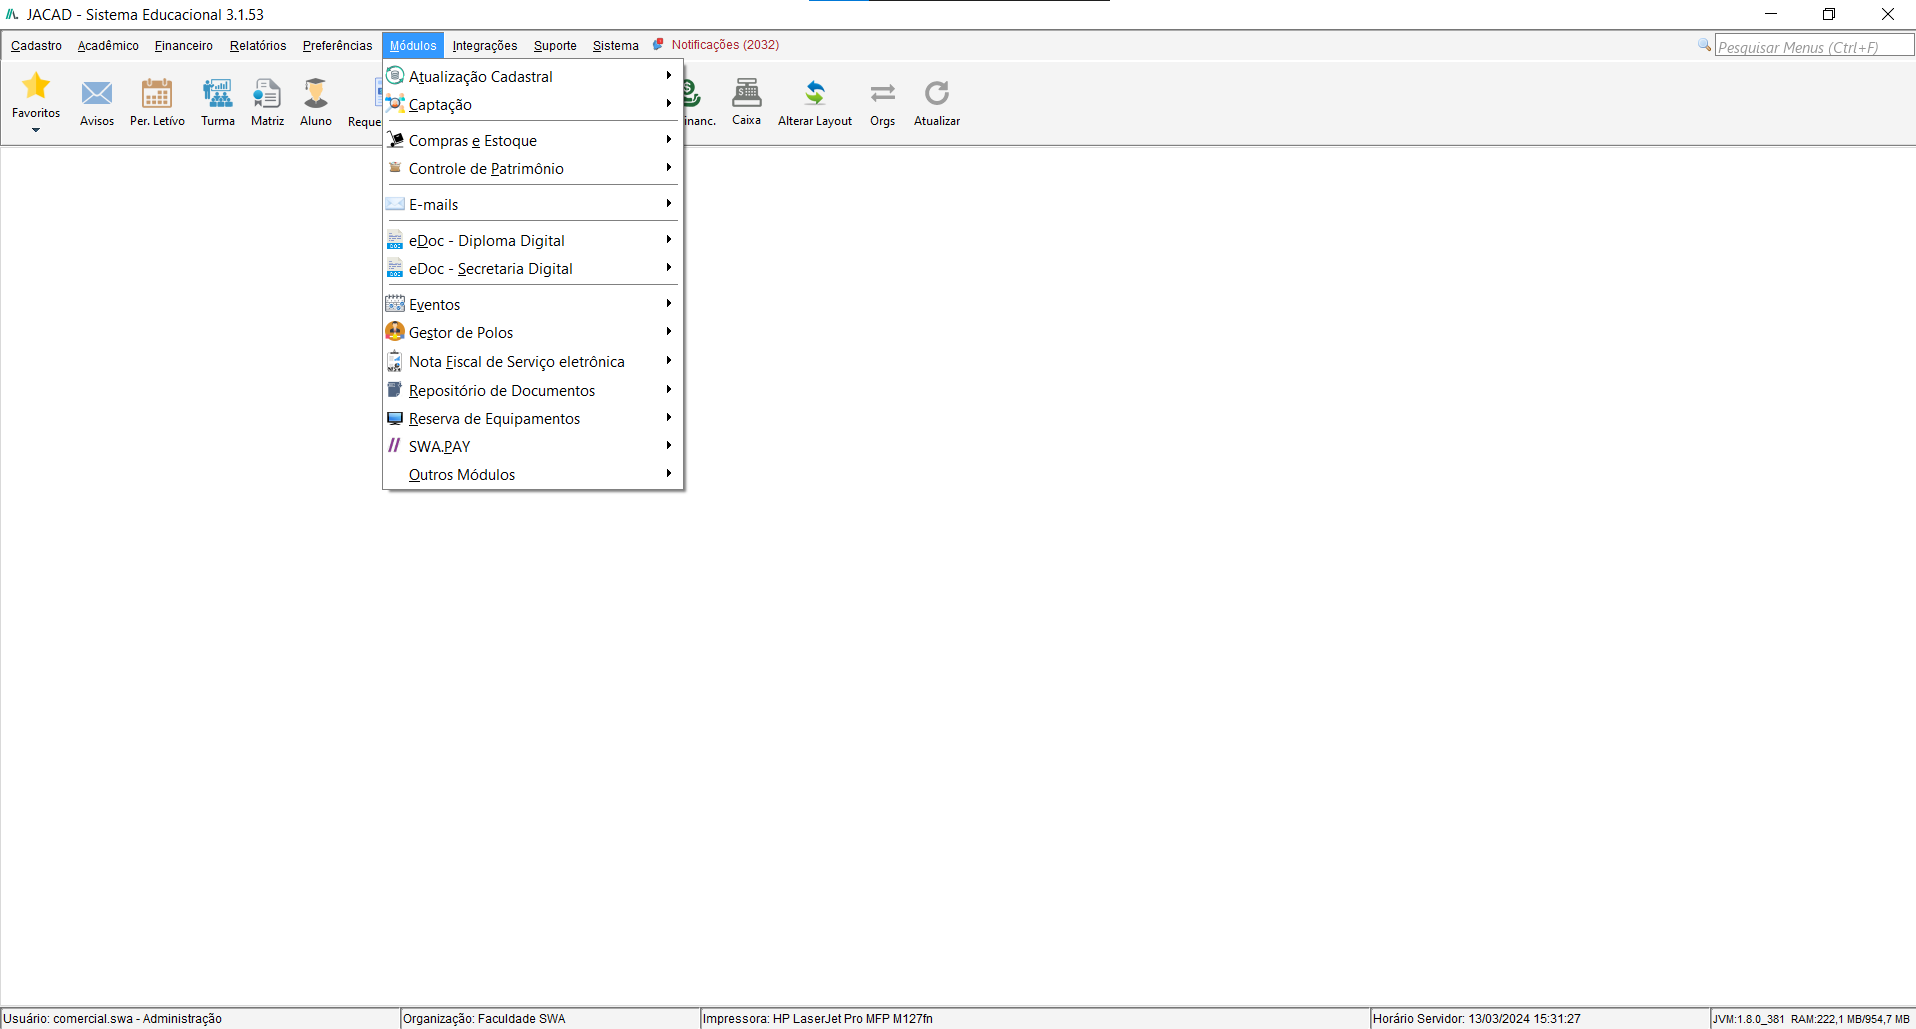 JACAD - Sistema Educacional 3.1.53
Cadastro Acadêmico Financeiro Relatórios Preferências Módulos Integrações Suporte Sistema Notificações (2032) Pesquisar Menus (Ctrl+F)
Favoritos Avisos Per. Letívo Turma Matriz Aluno Reque inanc. Caixa Alterar Layout Orgs Atualizar
Atualização Cadastral
Captação
Compras e Estoque
Controle de Patrimônio
E-mails
eDoc - Diploma Digital
eDoc - Secretaria Digital
Eventos
Gestor de Polos
Nota Fiscal de Serviço eletrônica
Repositório de Documentos
Reserva de Equipamentos
SWA.PAY
Outros Módulos
Usuário: comercial.swa - Administração Organização: Faculdade SWA Impressora: HP LaserJet Pro MFP M127fn Horário Servidor: 13/03/2024 15:31:27 JVM:1.8.0_381 RAM:222,1 MB/954,7 MB